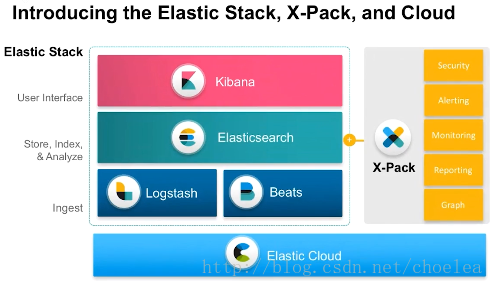 Introducing the Elastic Stack, X-Pack, and Cloud
Elastic Stack
User Interface
Kibana
Store, Index,
& Analyze
Elasticsearch
Ingest
Logstash
Beats
+
X-Pack
Security
Alerting
Monitoring
Reporting
Graph
Elastic Cloud
http://blog.csdn.net/choelea